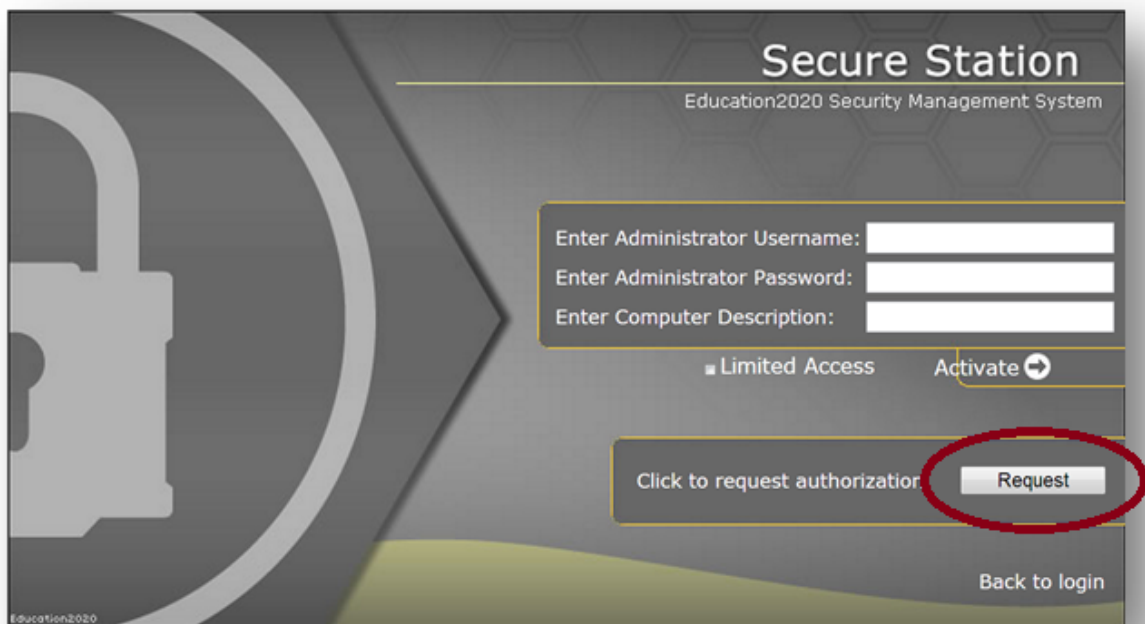 Secure Station
Education2020 Security Management System
Enter Administrator Username:
Enter Administrator Password:
Enter Computer Description:
Limited Access
Activate
Click to request authorization
Request
Back to login
Education2020